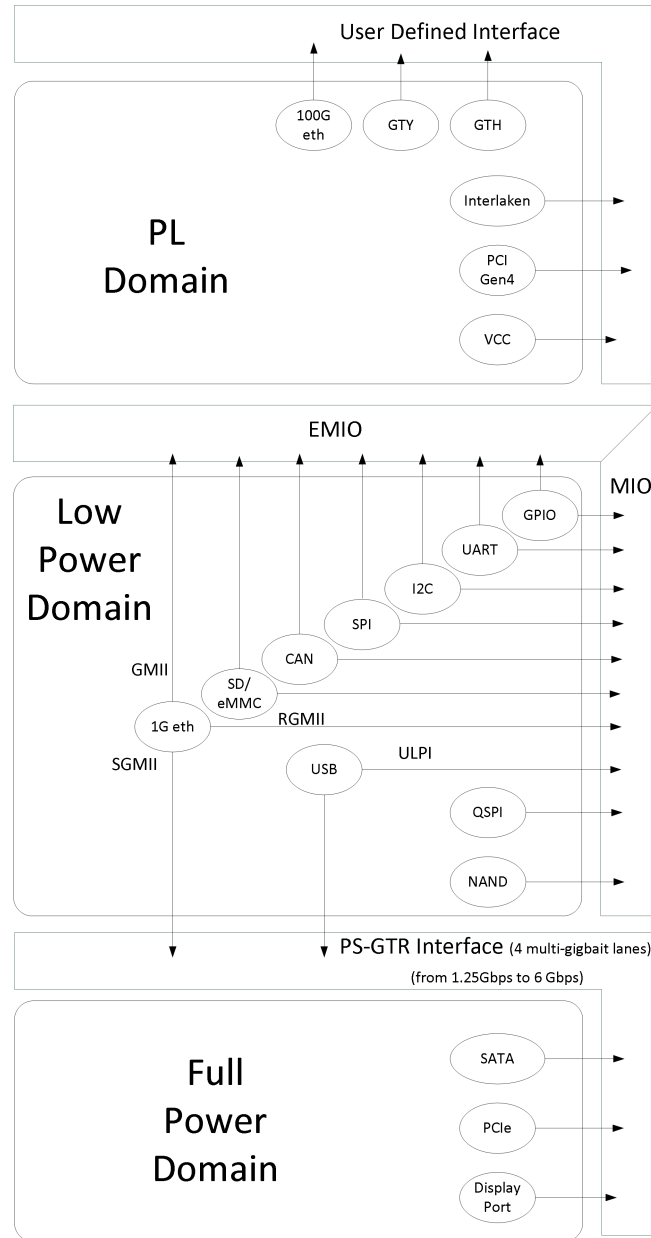 User Defined Interface
100G
eth
GTY
GTH
Interlaken
PL
Domain
PCI
Gen4
VCC
EMIO
MIO
Low
Power
Domain
GPIO
UART
I2C
SPI
CAN
GMII
SD/
eMMC
1G eth
RGMII
SGMII
USB
ULPI
QSPI
NAND
PS-GTR Interface (4 multi-gigbait lanes)
(from 1.25Gbps to 6 Gbps)
SATA
Full
Power
Domain
PCIe
Display
Port